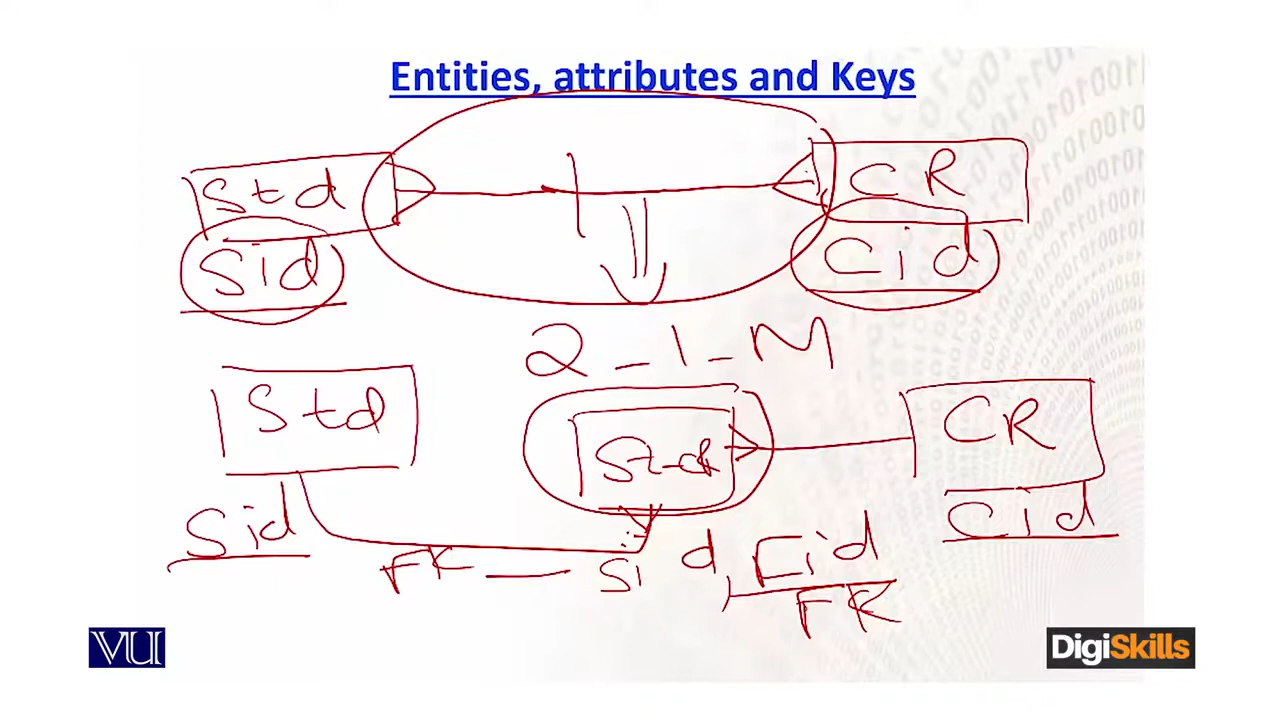 Entities, attributes and Keys
Std CR
Sid Cid
2-1-M
Std Std CR
Sid Cid
FK Sid, Cid
FK
VU DigiSkills